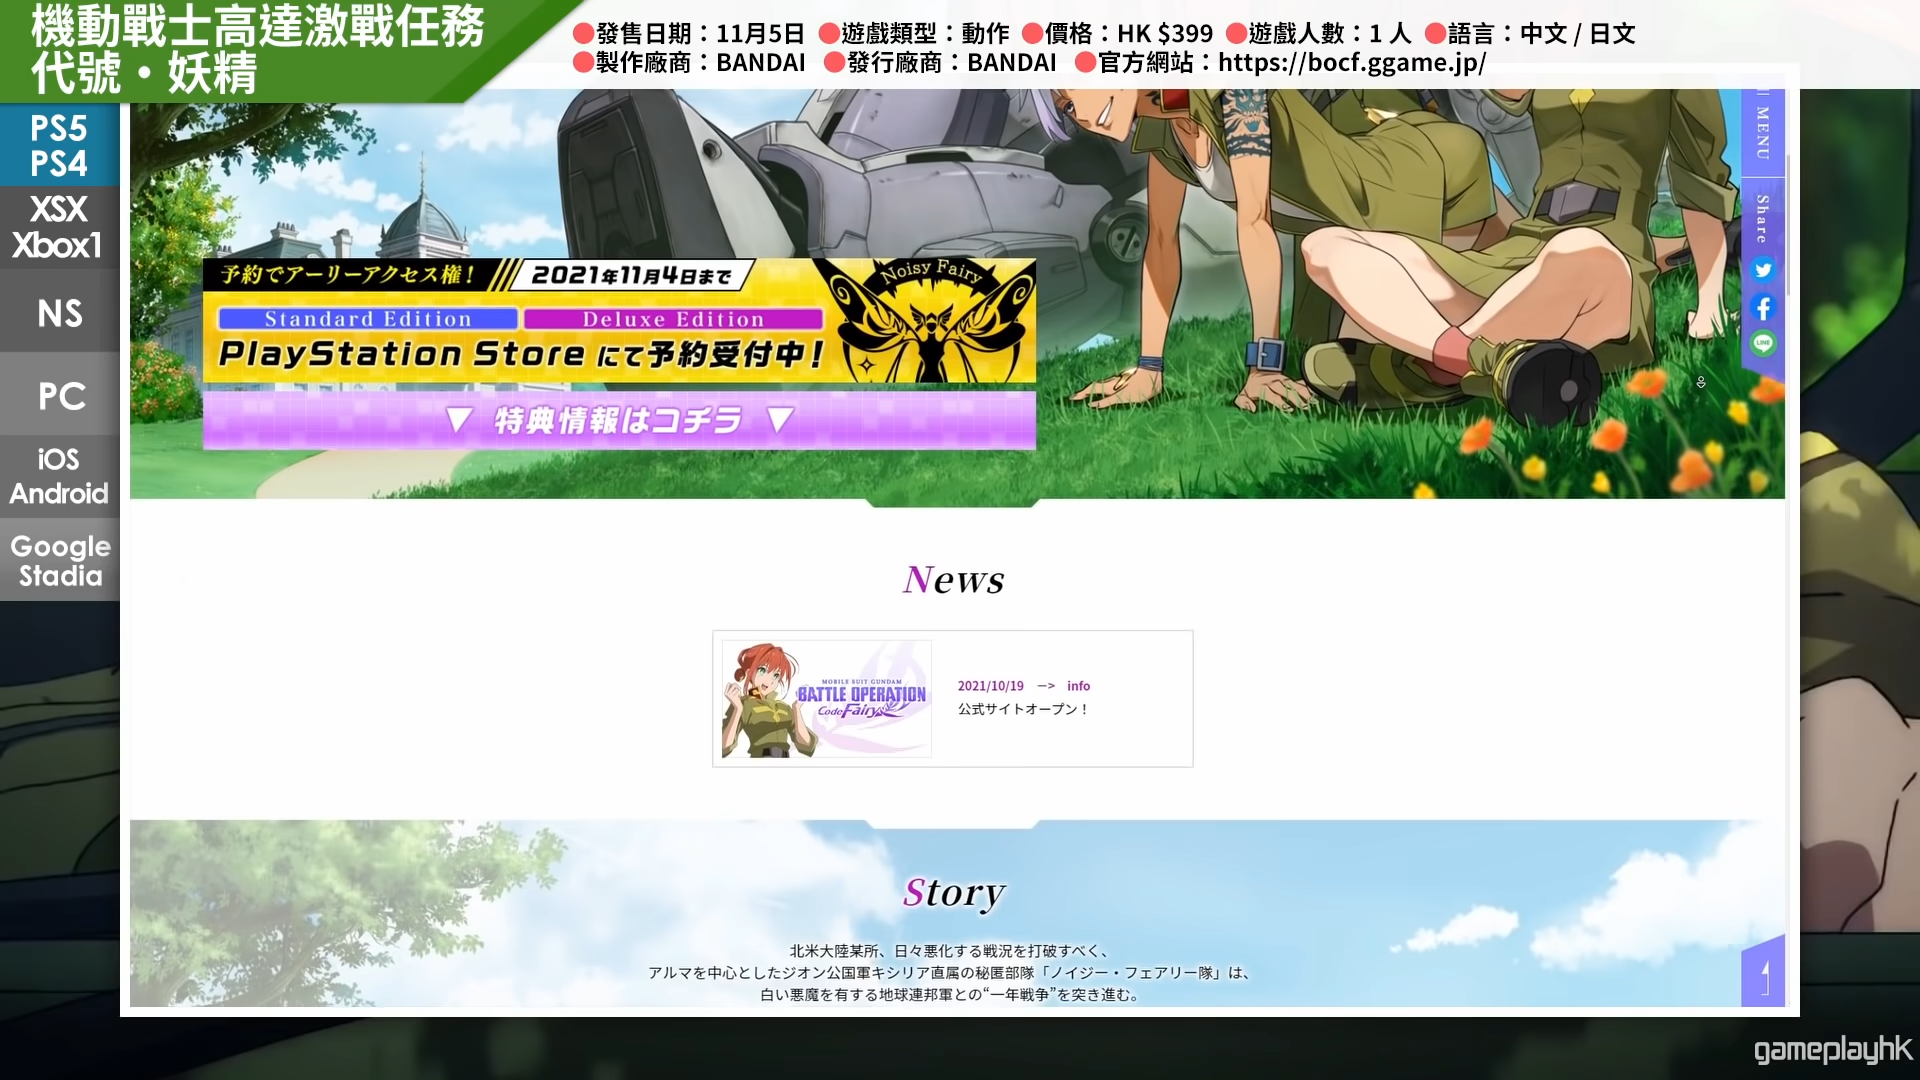 機動戰士高達激戰任務
代號・妖精
●發售日期：11月5日 ●遊戲類型：動作 ●價格：HK $399 ●遊戲人數：1 人 ●語言：中文 / 日文
●製作廠商：BANDAI ●發行廠商：BANDAI ●官方網站：https://bocf.ggame.jp/
PS5
PS4
XSX
Xbox1
NS
PC
iOS
Android
Google
Stadia
MENU
Share
LINE
予約でアーリーアクセス権！ 2021年11月4日まで
Standard Edition Deluxe Edition
PlayStation Store にて予約受付中！
Noisy Fairy
▼ 特典情報はコチラ ▼
News
MOBILE SUIT GUNDAM
BATTLE OPERATION
Code Fairy
2021/10/19 —> info
公式サイトオープン！
Story
北米大陸某所、日々悪化する戦況を打破すべく、
アルマを中心としたジオン公国軍キシリア直属の秘匿部隊「ノイジー・フェアリー隊」は、
白い悪魔を有する地球連邦軍との“一年戦争”を突き進む。
gameplayhk